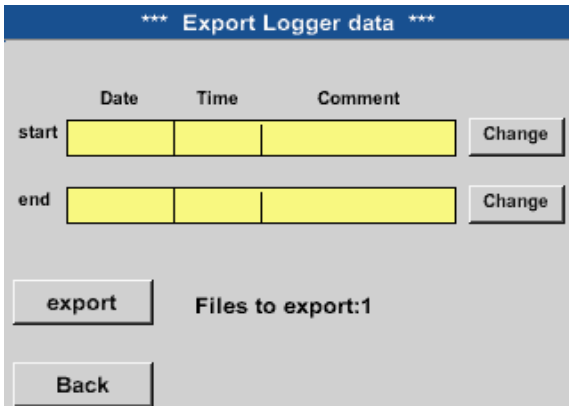 *** Export Logger data ***
Date Time Comment
start Change
end Change
export Files to export:1
Back